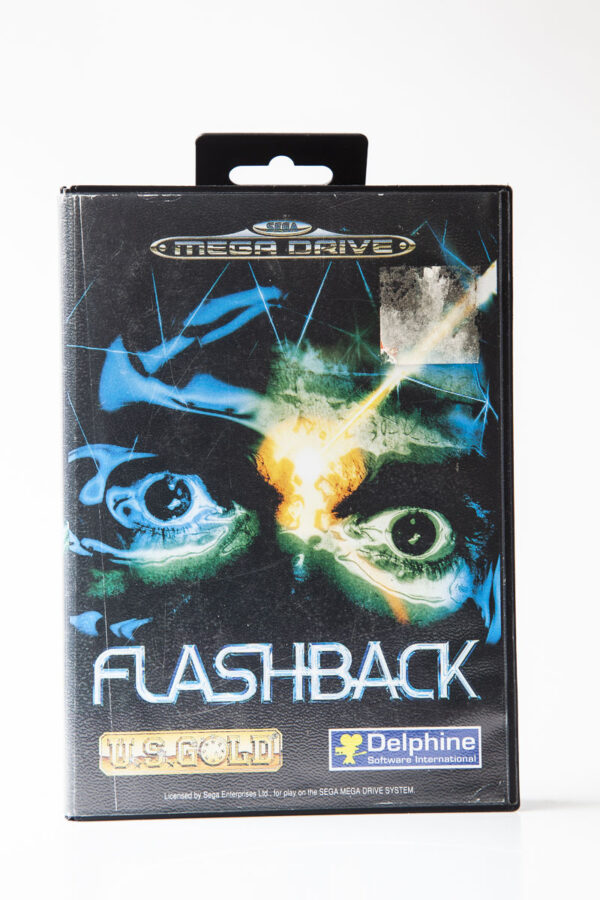 SEGA
MEGA DRIVE
FLASHBACK
U.S. GOLD®
Delphine
Software International
Licensed by Sega Enterprises Ltd., for play on the SEGA MEGA DRIVE SYSTEM.